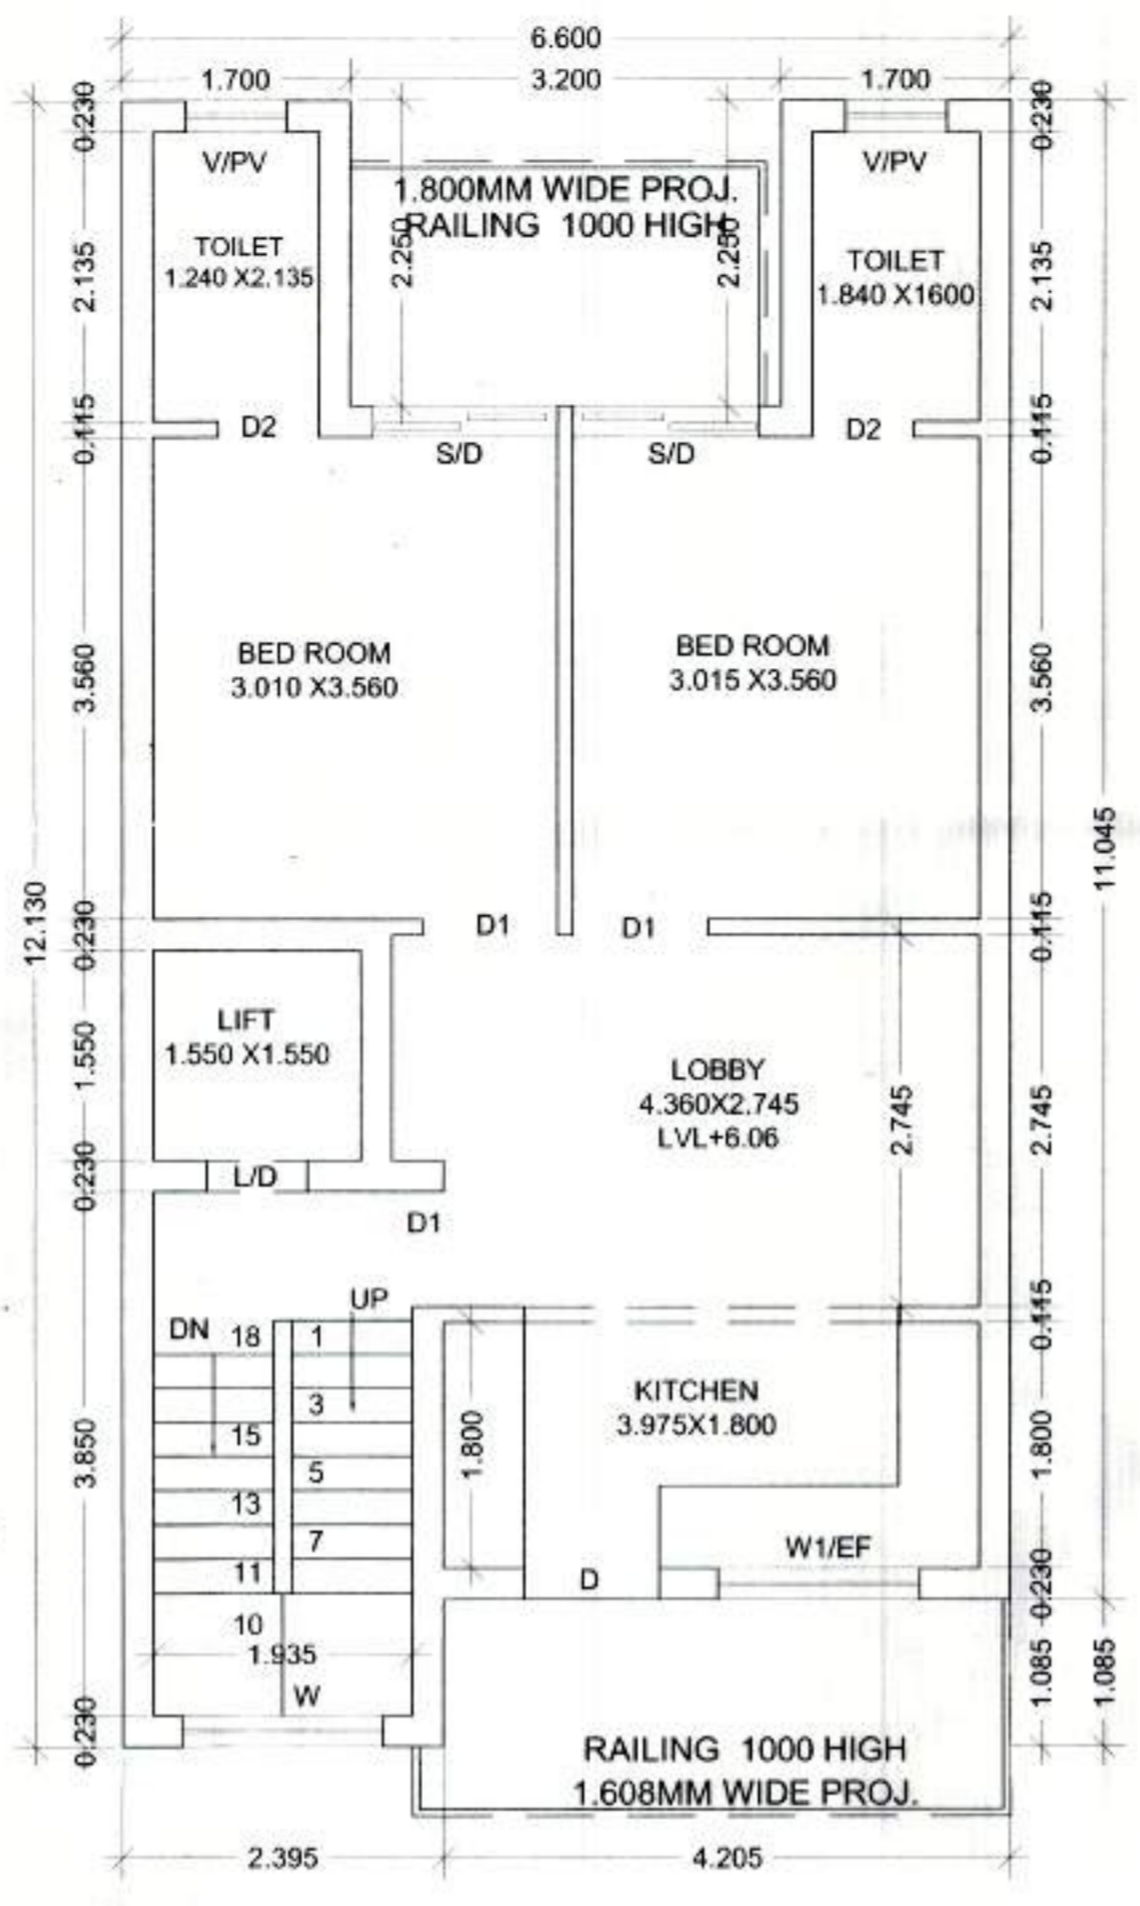 6.600
1.700 3.200 1.700
0.230 0.230
V/PV V/PV
1.800MM WIDE PROJ.
RAILING 1000 HIGH
2.250 2.250
TOILET
1.240 X2.135
TOILET
1.840 X1600
2.135 2.135
0.115 D2 D2 0.115
S/D S/D
BED ROOM
3.010 X3.560
BED ROOM
3.015 X3.560
3.560 3.560
12.130 11.045
0.230 D1 D1 0.115
LIFT
1.550 X1.550
1.550
LOBBY
4.360X2.745
LVL+6.06
2.745 2.745
0.230 L/D
D1
UP
DN 18 1 0.115
3
15
5
13
7
11
10
1.935
W
3.850
KITCHEN
3.975X1.800
1.800 1.800
W1/EF
D 0.230
1.085 1.085
0.230
RAILING 1000 HIGH
1.608MM WIDE PROJ.
2.395 4.205